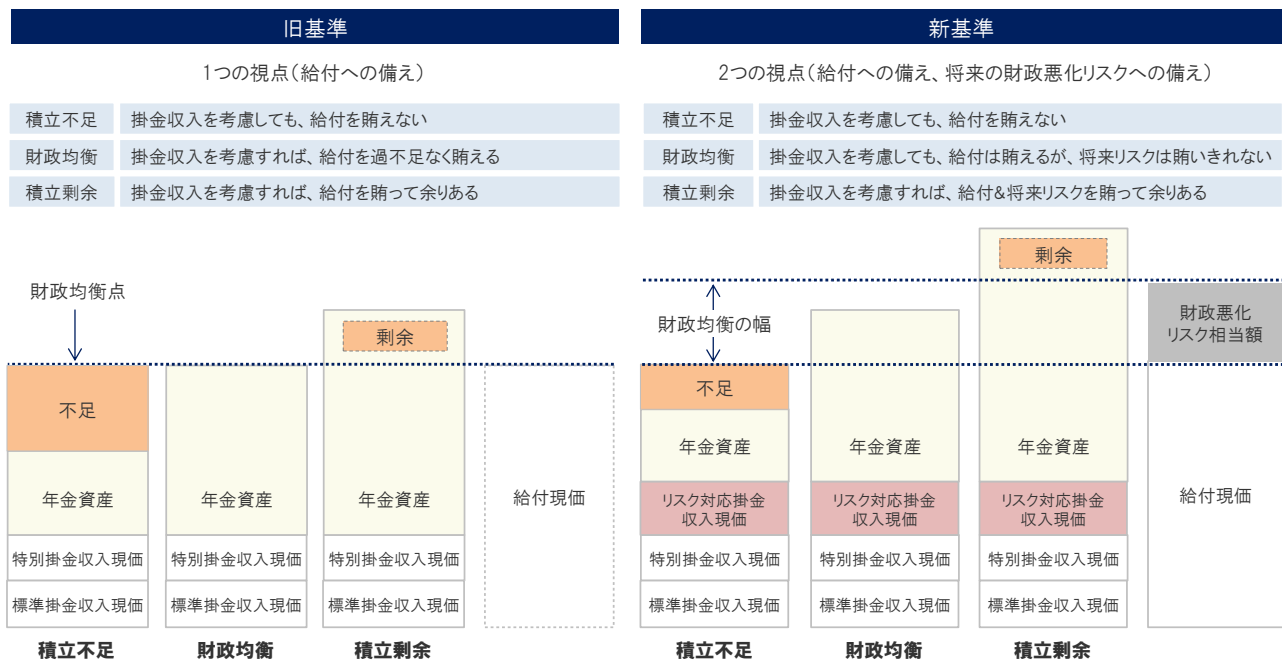 旧基準
1つの視点（給付への備え）
積立不足 掛金収入を考慮しても、給付を賄えない
財政均衡 掛金収入を考慮すれば、給付を過不足なく賄える
積立剰余 掛金収入を考慮すれば、給付を賄って余りある
財政均衡点
剰余
不足
年金資産
年金資産
年金資産
給付現価
特別掛金収入現価
特別掛金収入現価
特別掛金収入現価
標準掛金収入現価
標準掛金収入現価
標準掛金収入現価
積立不足
財政均衡
積立剰余
新基準
2つの視点（給付への備え、将来の財政悪化リスクへの備え）
積立不足 掛金収入を考慮しても、給付を賄えない
財政均衡 掛金収入を考慮しても、給付は賄えるが、将来リスクは賄いきれない
積立剰余 掛金収入を考慮すれば、給付&将来リスクを賄って余りある
剰余
財政均衡の幅
財政悪化
リスク相当額
不足
年金資産
年金資産
年金資産
リスク対応掛金
収入現価
リスク対応掛金
収入現価
リスク対応掛金
収入現価
給付現価
特別掛金収入現価
特別掛金収入現価
特別掛金収入現価
標準掛金収入現価
標準掛金収入現価
標準掛金収入現価
積立不足
財政均衡
積立剰余